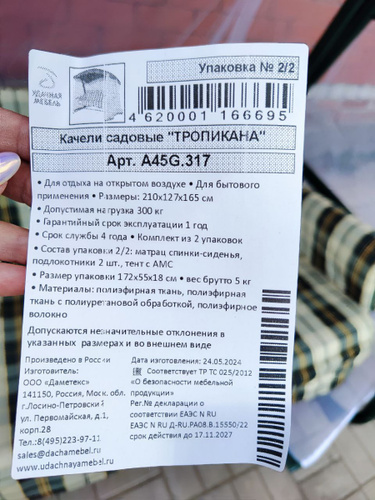 Упаковка № 2/2
УДАЧНАЯ
МЕБЕЛЬ
4 620001 166695
Качели садовые "ТРОПИКАНА"
Арт. A45G.317
• Для отдыха на открытом воздухе • Для бытового
применения • Размеры: 210х127х165 см
• Допустимая нагрузка 300 кг
• Гарантийный срок эксплуатации 1 год
• Срок службы 4 года • Комплект из 2 упаковок
• Состав упаковки 2/2: матрац спинки-сиденья,
подлокотники 2 шт., тент с АМС
• Размер упаковки 172х55х18 см • вес брутто 5 кг
• Материалы: полиэфирная ткань, полиэфирная
ткань с полиуретановой обработкой, полиэфирное
волокно
Допускаются незначительные отклонения в
указанных размерах и во внешнем виде
Произведено в России
Изготовитель:
ООО «Даметекс»
141150, Россия, Моск. обл.
г.Лосино-Петровский
ул. Первомайская, д.1,
корп.28
Тел.:8(495)223-97-11
sales@dachamebel.ru
www.udachnayamebel.ru
Дата изготовления: 24.05.2024
Соответствует ТР ТС 025/2012
«О безопасности мебельной
продукции»
Рег.№ декларации о
соответствии ЕАЭС N RU
ЕАЭС N RU Д-RU.РА08.В.15550/22
срок действия до 17.11.2027